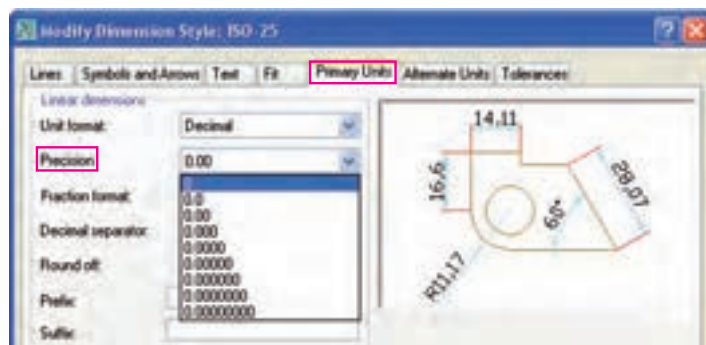 Modify Dimension Style: ISO-25
Lines Symbols and Arrows Text Fit Primary Units Alternate Units Tolerances
Linear dimensions
Unit format: Decimal
Precision 0.00
0
0.0
0.00
0.000
0.0000
0.00000
0.000000
0.0000000
0.00000000
Fraction format:
Decimal separator:
Round off:
Prefix:
Suffix:
14,11
16,6
28,07
60°
R11,17